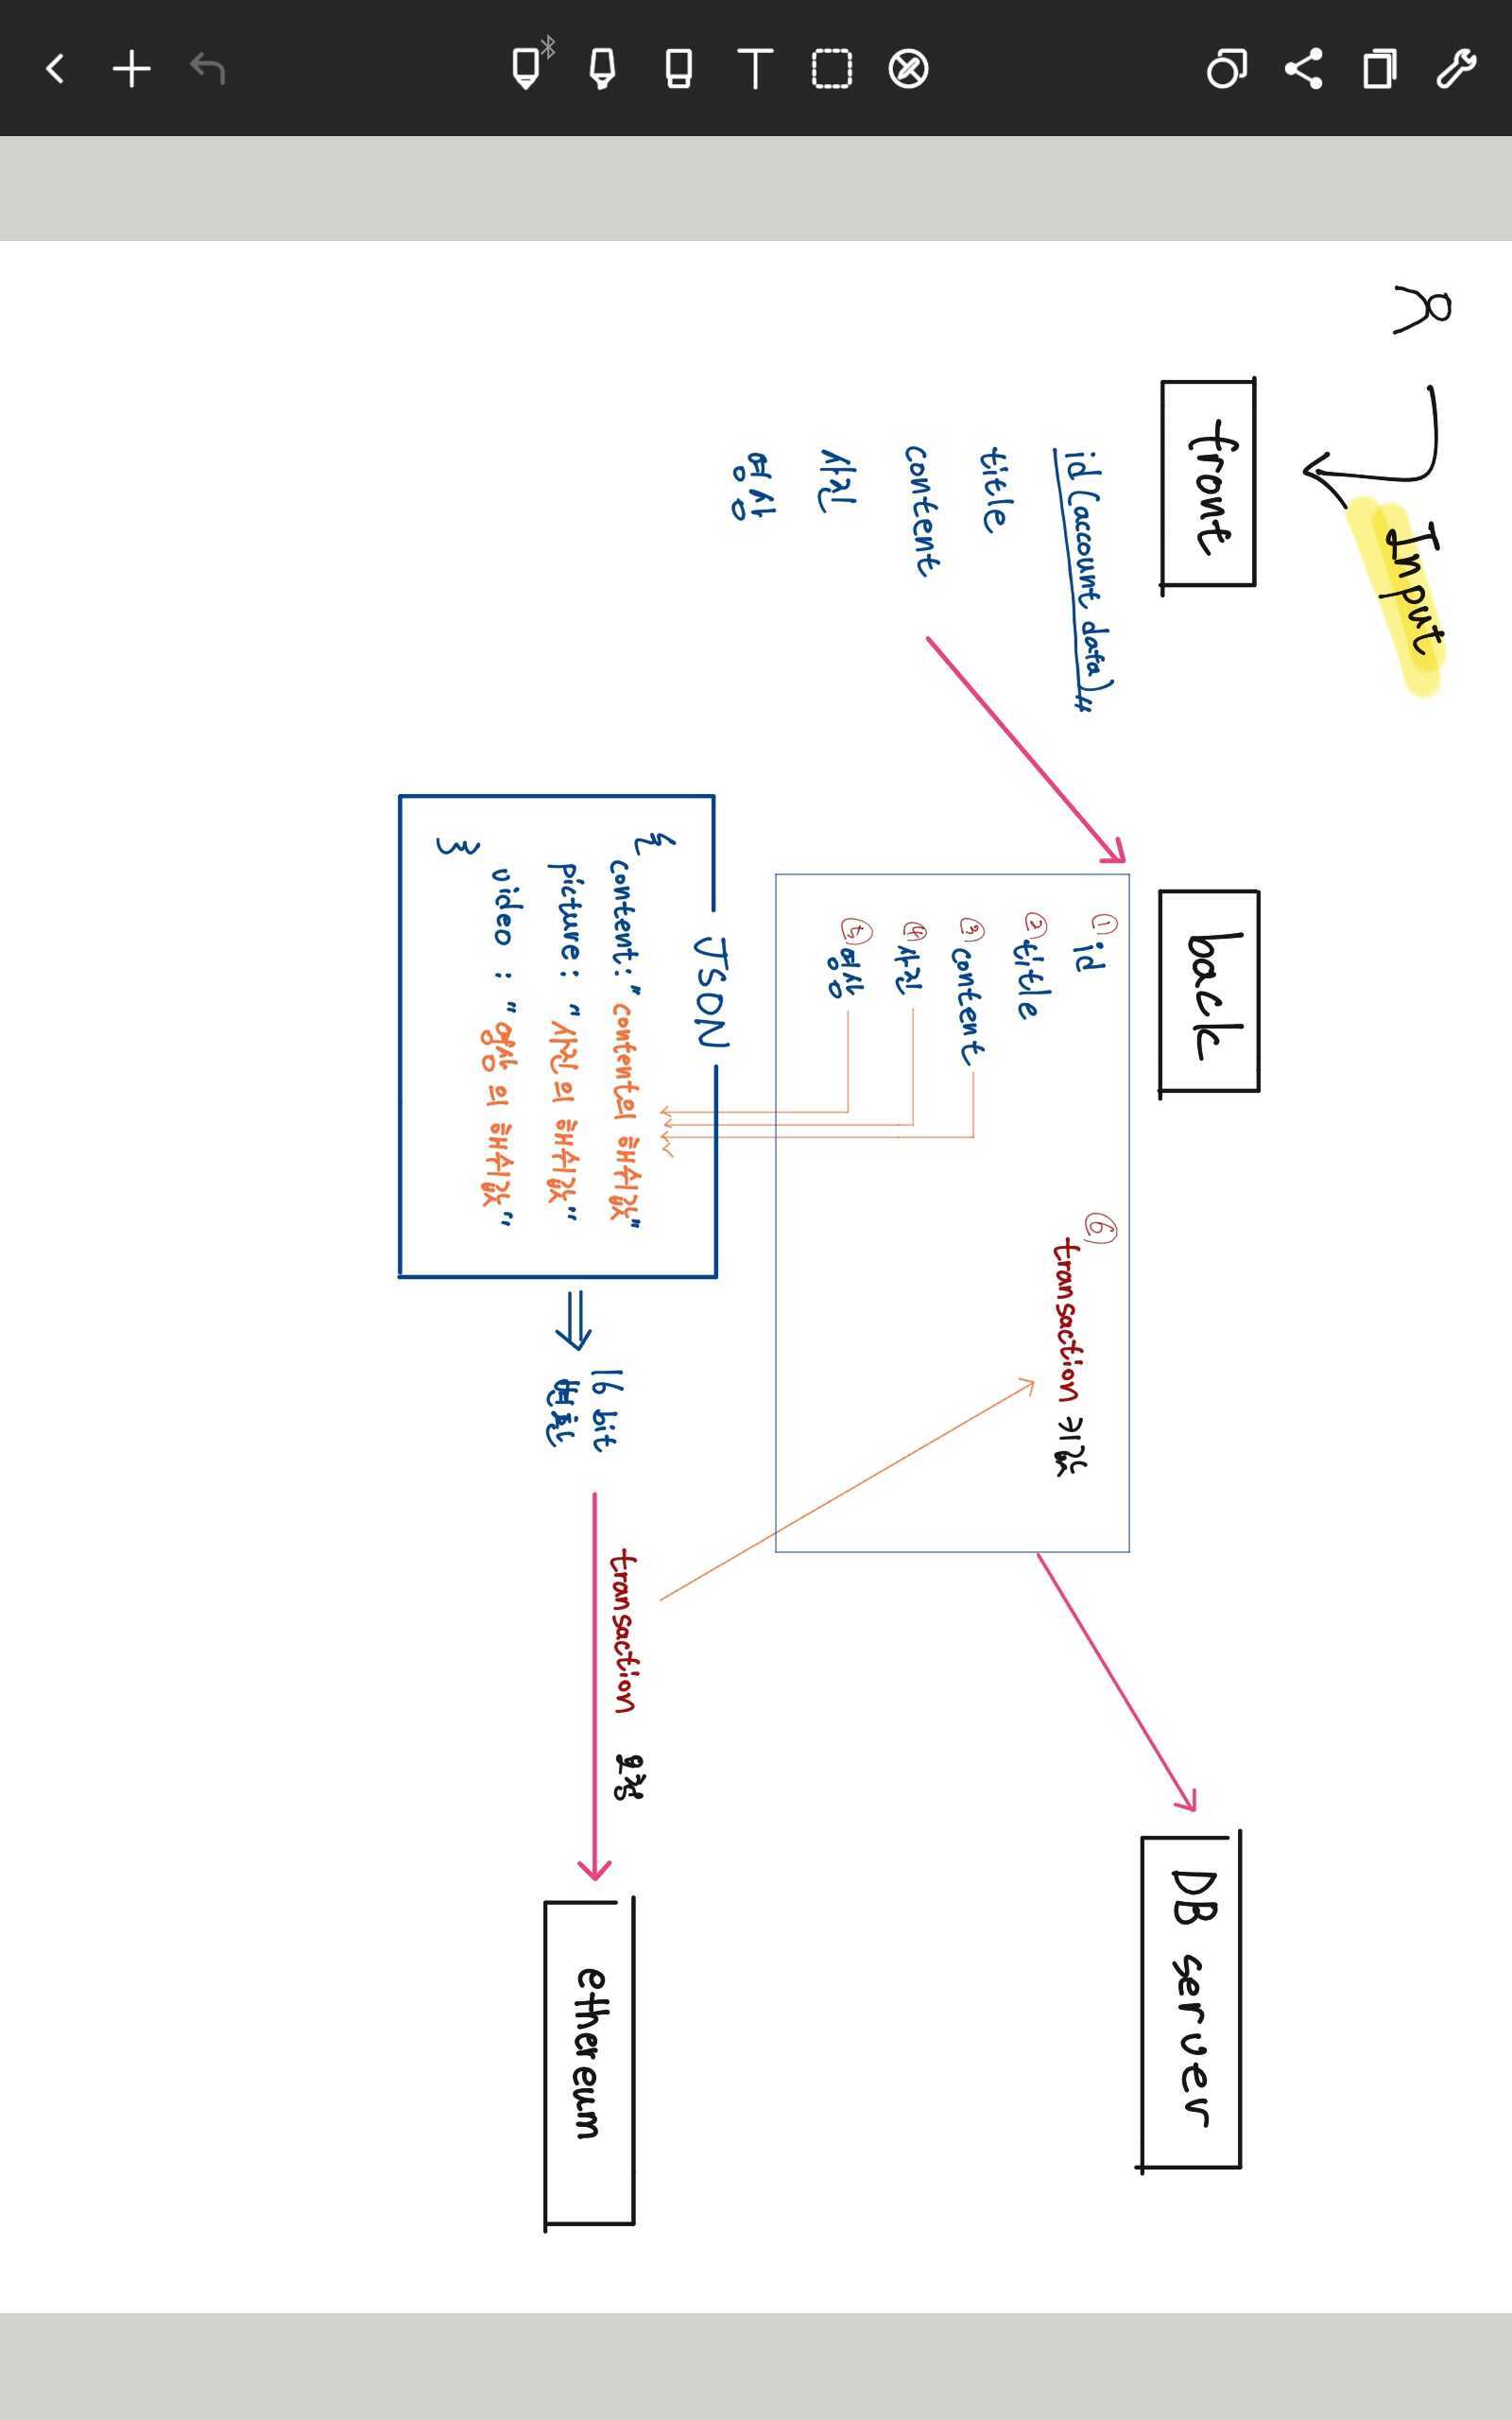 Input
front
back
DB server
id (account data)
title
content
사진
영상
① id
② title
③ content
④ 사진
⑤ 영상
⑥
transaction 키값
JSON
{
content: "content의 해쉬값"
picture: "사진의 해쉬값"
video : "영상의 해쉬값"
}
16 bit
변환
transaction 요청
ethereum